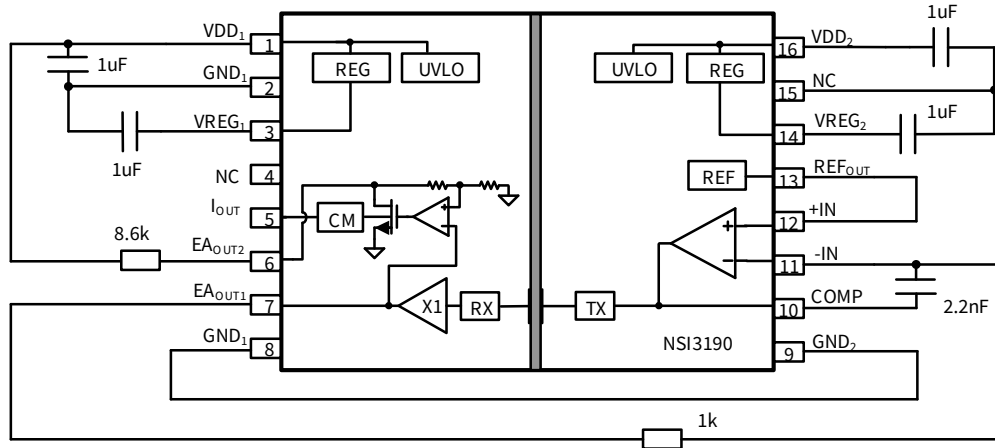 VDD1
1uF
GND1
VREG1
1uF
NC
IOUT
8.6k
EAOUT2
EAOUT1
GND1
1
2
3
4
5
6
7
8
REG
UVLO
CM
+
−
X1
RX
UVLO
REG
REF
+
−
TX
NSI3190
16
15
14
13
12
11
10
9
VDD2
1uF
NC
1uF
VREG2
REFOUT
+IN
-IN
COMP
2.2nF
GND2
1k